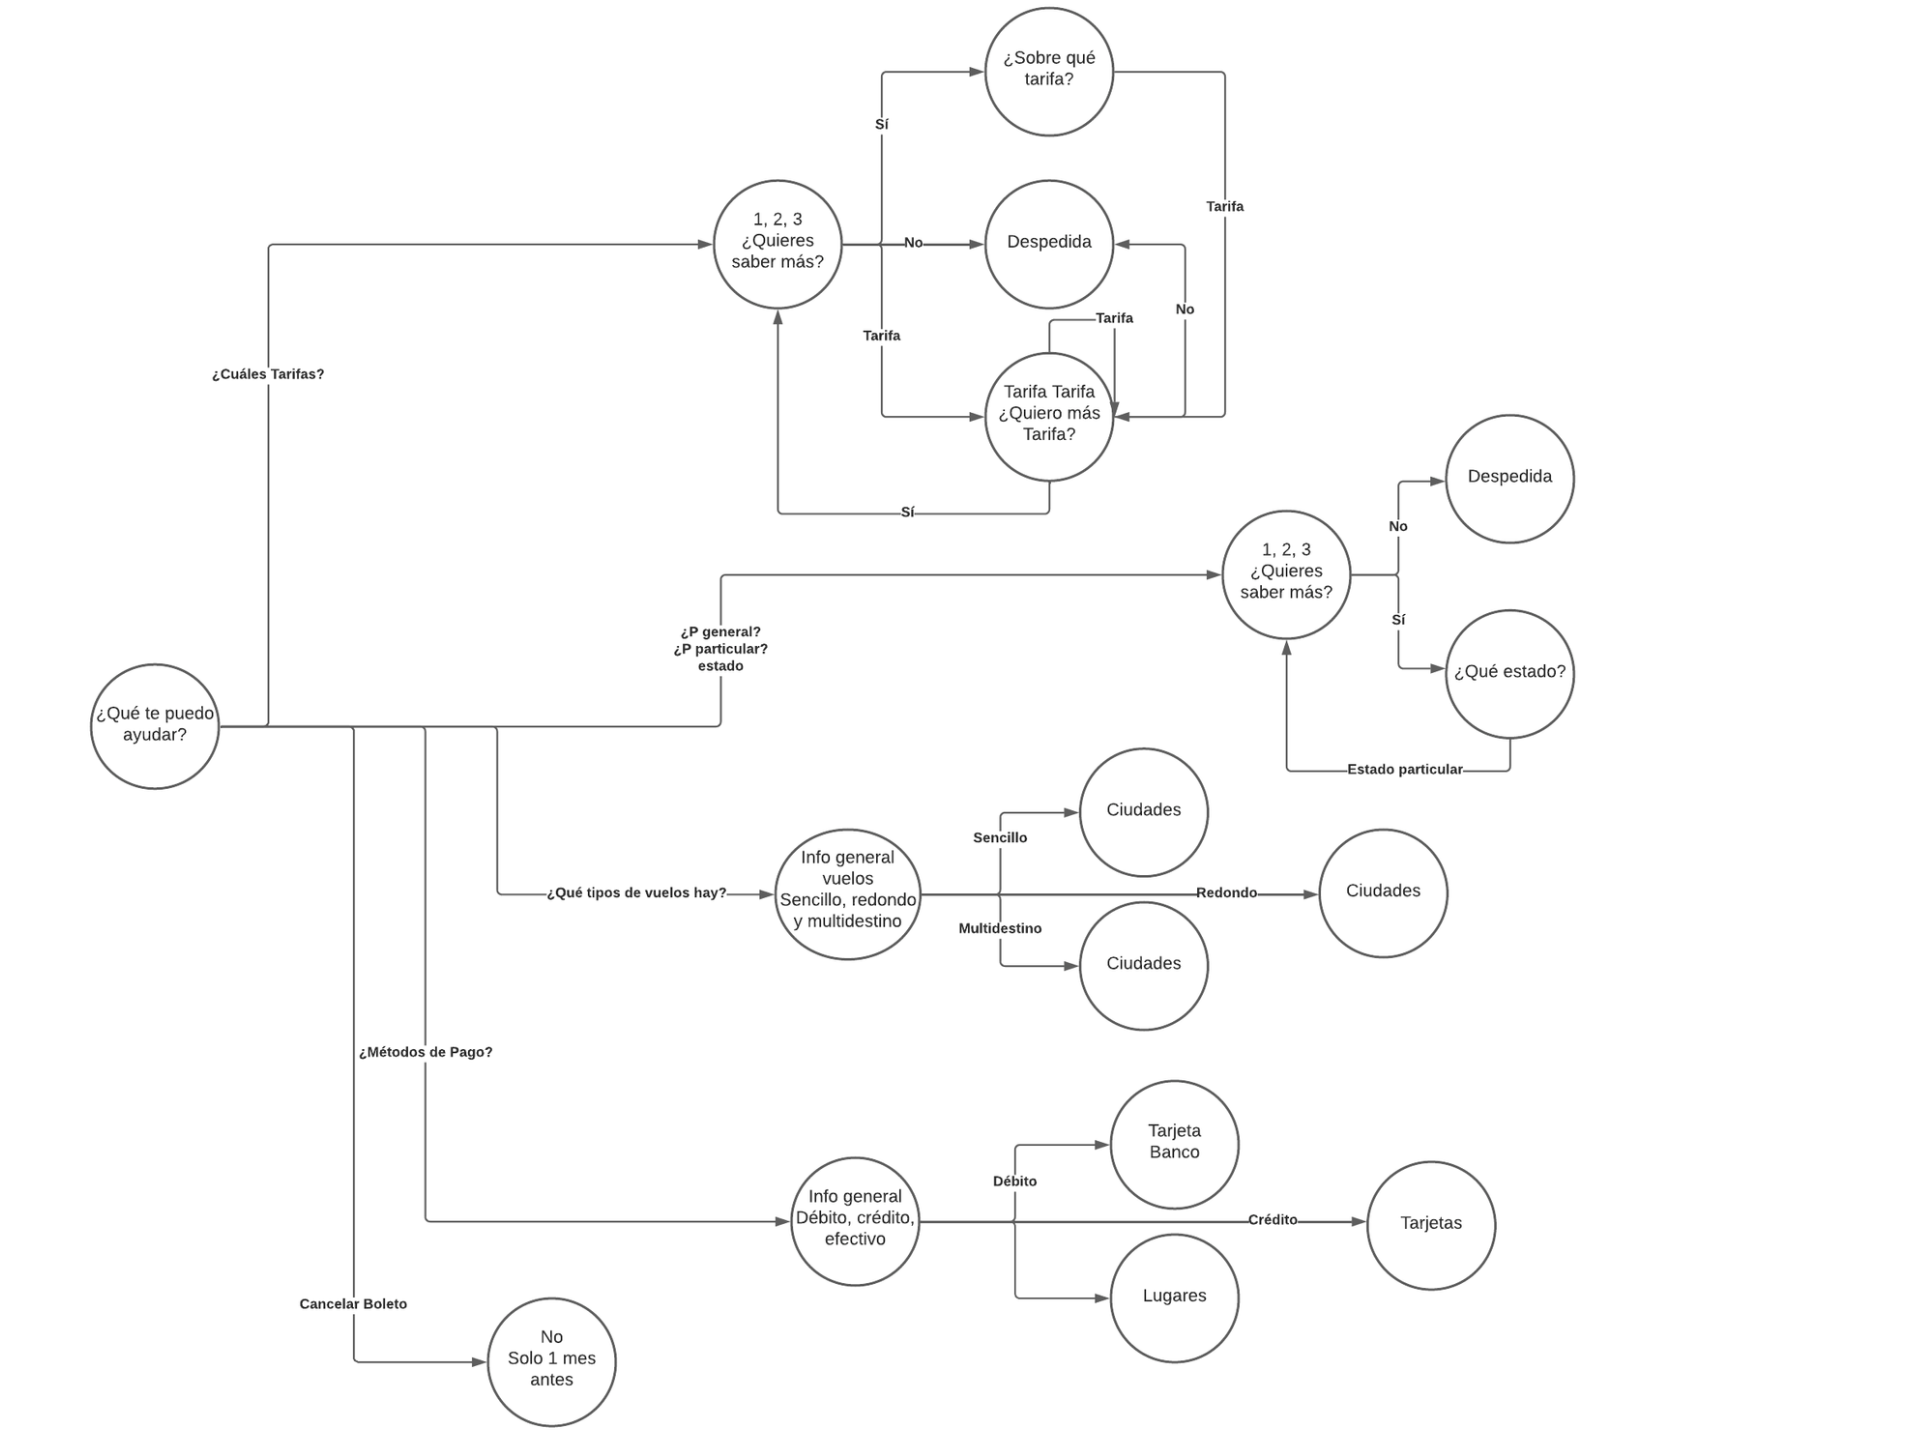 ¿Sobre qué
tarifa?
Sí
1, 2, 3
¿Quieres
saber más?
No
Despedida
Tarifa
Tarifa
Tarifa
No
Tarifa Tarifa
¿Quiero más
Tarifa?
Sí
¿Cuáles Tarifas?
¿Qué te puedo
ayudar?
¿P general?
¿P particular?
estado
1, 2, 3
¿Quieres
saber más?
No
Despedida
Sí
¿Qué estado?
Estado particular
¿Qué tipos de vuelos hay?
Info general
vuelos
Sencillo, redondo
y multidestino
Sencillo
Ciudades
Redondo
Ciudades
Multidestino
Ciudades
¿Métodos de Pago?
Info general
Débito, crédito,
efectivo
Débito
Tarjeta
Banco
Crédito
Tarjetas
Lugares
Cancelar Boleto
No
Solo 1 mes
antes